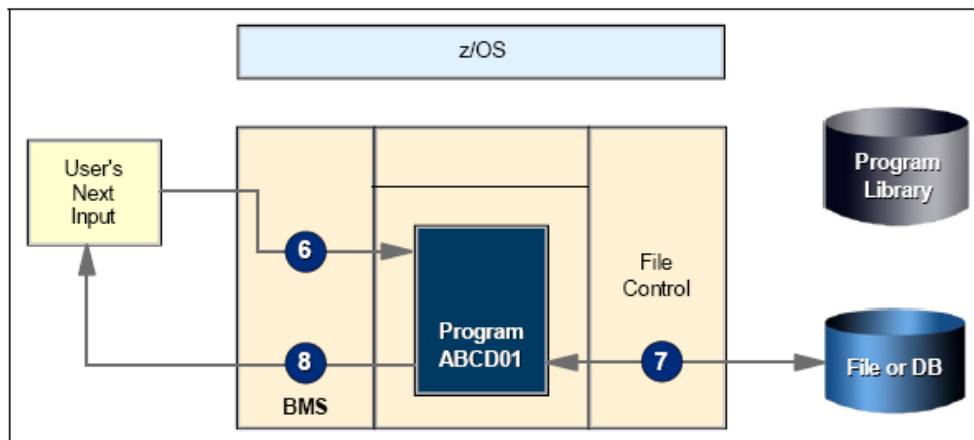 z/OS
User's
Next
Input
Program
Library
6
File
Control
Program
ABCD01
7
File or DB
8
BMS